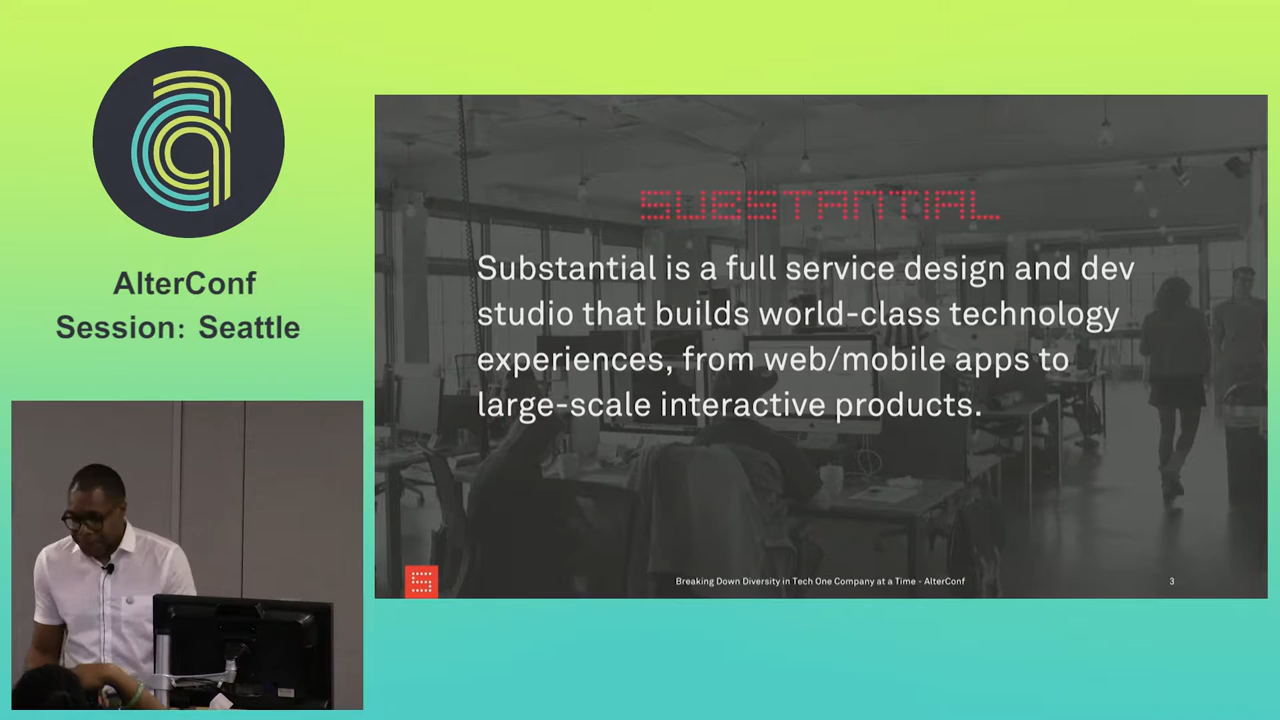 AlterConf
Session: Seattle
SUBSTANTIAL
Substantial is a full service design and dev
studio that builds world-class technology
experiences, from web/mobile apps to
large-scale interactive products.
Breaking Down Diversity in Tech One Company at a Time - AlterConf
3